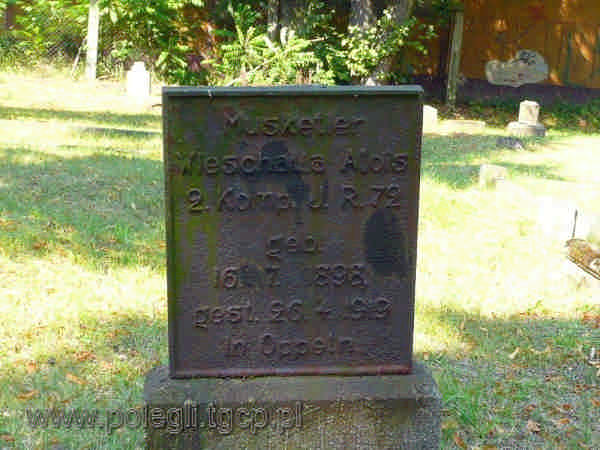 Musketier
Wieschalla Alois
2. Komp. J. R. 72
geb.
16. 7. 1898
gest. 26. 4. 1919
in Oppeln
www.polegli.tgcp.pl